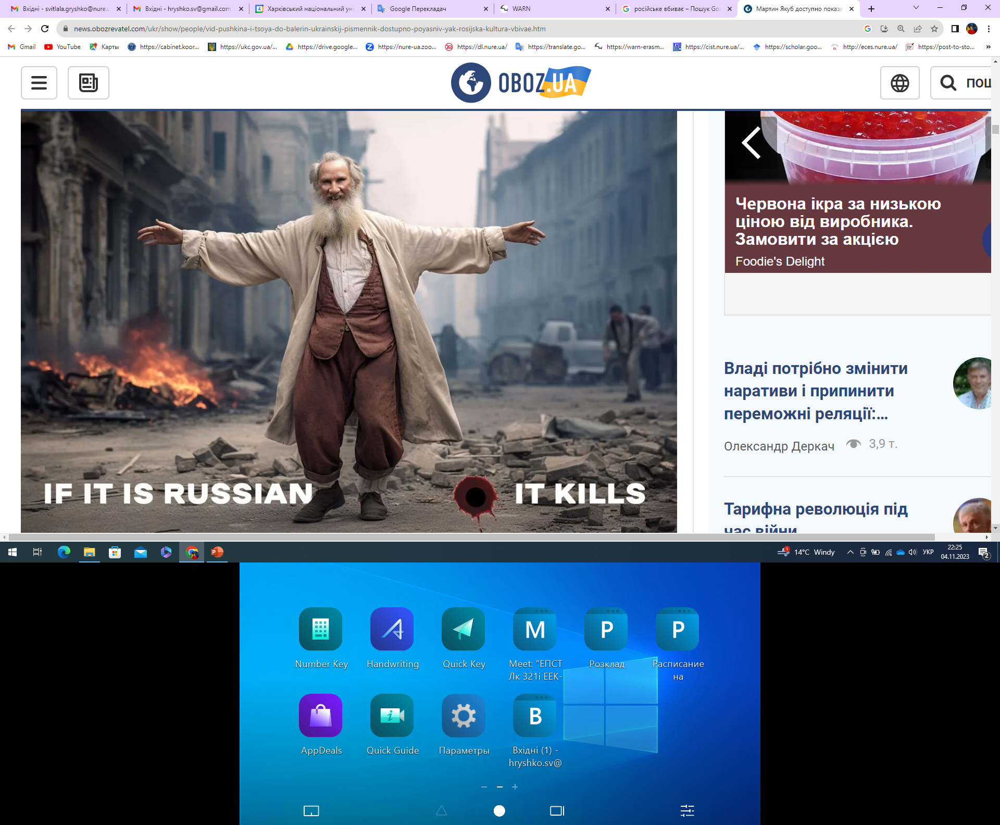 Вхідні - svitlala.gryshko@nure.u
Вхідні - hryshko.sv@gmail.com
Харківський національний уні
Google Перекладач
WARN
російське вбиває – Пошук Go
Мартин Якуб доступно показа
news.obozrevatel.com/ukr/show/people/vid-pushkina-i-tsoya-do-balerin-ukrainskij-pismennik-dostupno-poyasniv-yak-rosijska-kultura-vbivae.htm
Gmail
YouTube
Карты
https://cabinet.koor...
https://ukc.gov.ua/...
https://drive.google...
https://nure-ua.zoo...
https://dl.nure.ua/
https://translate.go...
https://warn-erasm...
https://cist.nure.ua/...
https://scholar.goo...
http://eces.nure.ua/
https://post-to-sto...
»
OBOZ.UA
ПОШ
Червона ікра за низькою
ціною від виробника.
Замовити за акцією
Foodie's Delight
Владі потрібно змінити
наративи і припинити
переможні реляції:...
Олександр Деркач
3,9 т.
Тарифна революція під
час війни
IF IT IS RUSSIAN
IT KILLS
14°C Windy
УКР
22:25
04.11.2023
2
Number Key
Handwriting
Quick Key
M
Meet: "ЕПСТ
Лк 321і ЕЕК-
P
Розклад
P
Расписание
на
AppDeals
Quick Guide
Параметры
B
Вхідні (1) -
hryshko.sv@